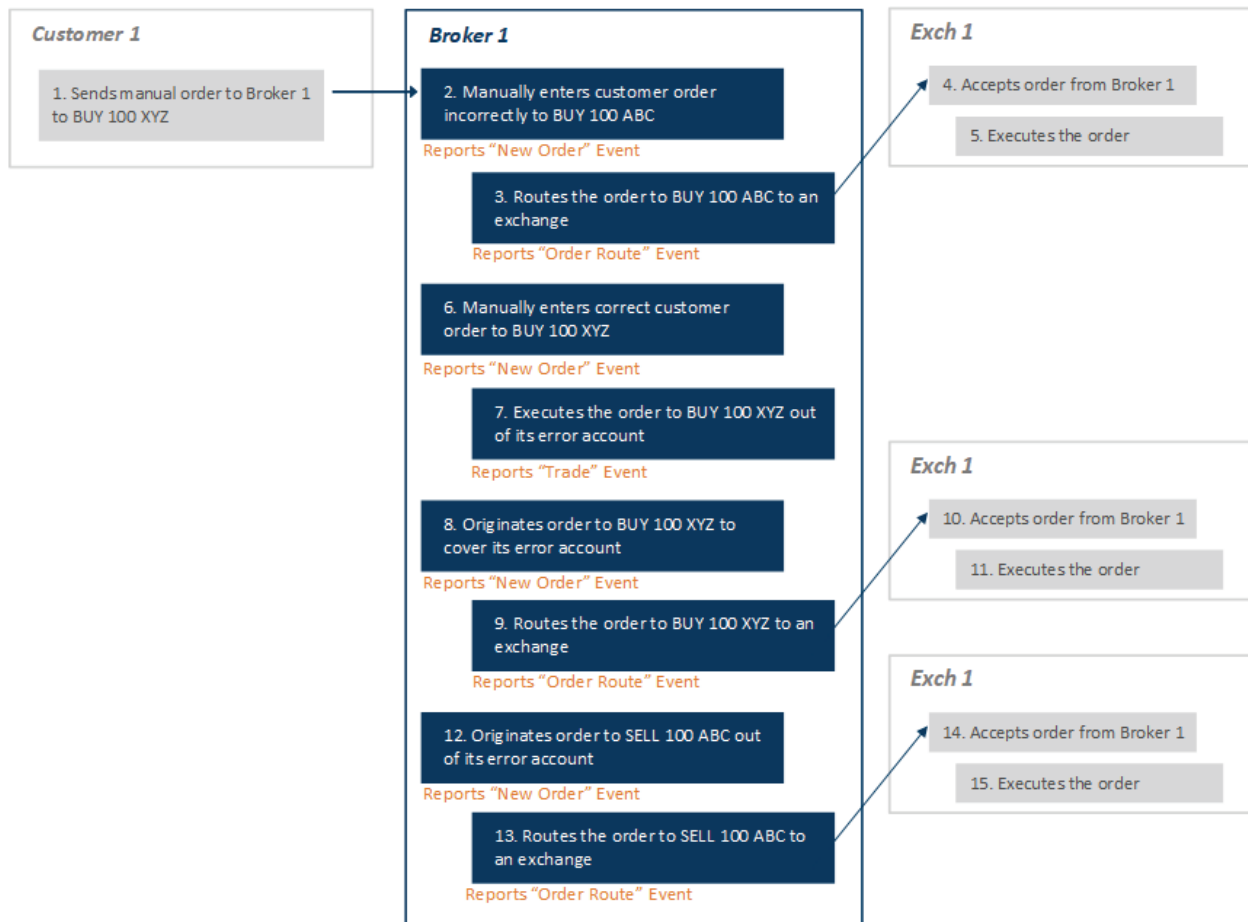 Customer 1
1. Sends manual order to Broker 1
to BUY 100 XYZ
Broker 1
2. Manually enters customer order
incorrectly to BUY 100 ABC
Reports “New Order” Event
3. Routes the order to BUY 100 ABC to an
exchange
Reports “Order Route” Event
Exch 1
4. Accepts order from Broker 1
5. Executes the order
6. Manually enters correct customer
order to BUY 100 XYZ
Reports “New Order” Event
7. Executes the order to BUY 100 XYZ out
of its error account
Reports “Trade” Event
8. Originates order to BUY 100 XYZ to
cover its error account
Reports “New Order” Event
9. Routes the order to BUY 100 XYZ to an
exchange
Reports “Order Route” Event
Exch 1
10. Accepts order from Broker 1
11. Executes the order
12. Originates order to SELL 100 ABC out
of its error account
Reports “New Order” Event
13. Routes the order to SELL 100 ABC to
an exchange
Reports “Order Route” Event
Exch 1
14. Accepts order from Broker 1
15. Executes the order